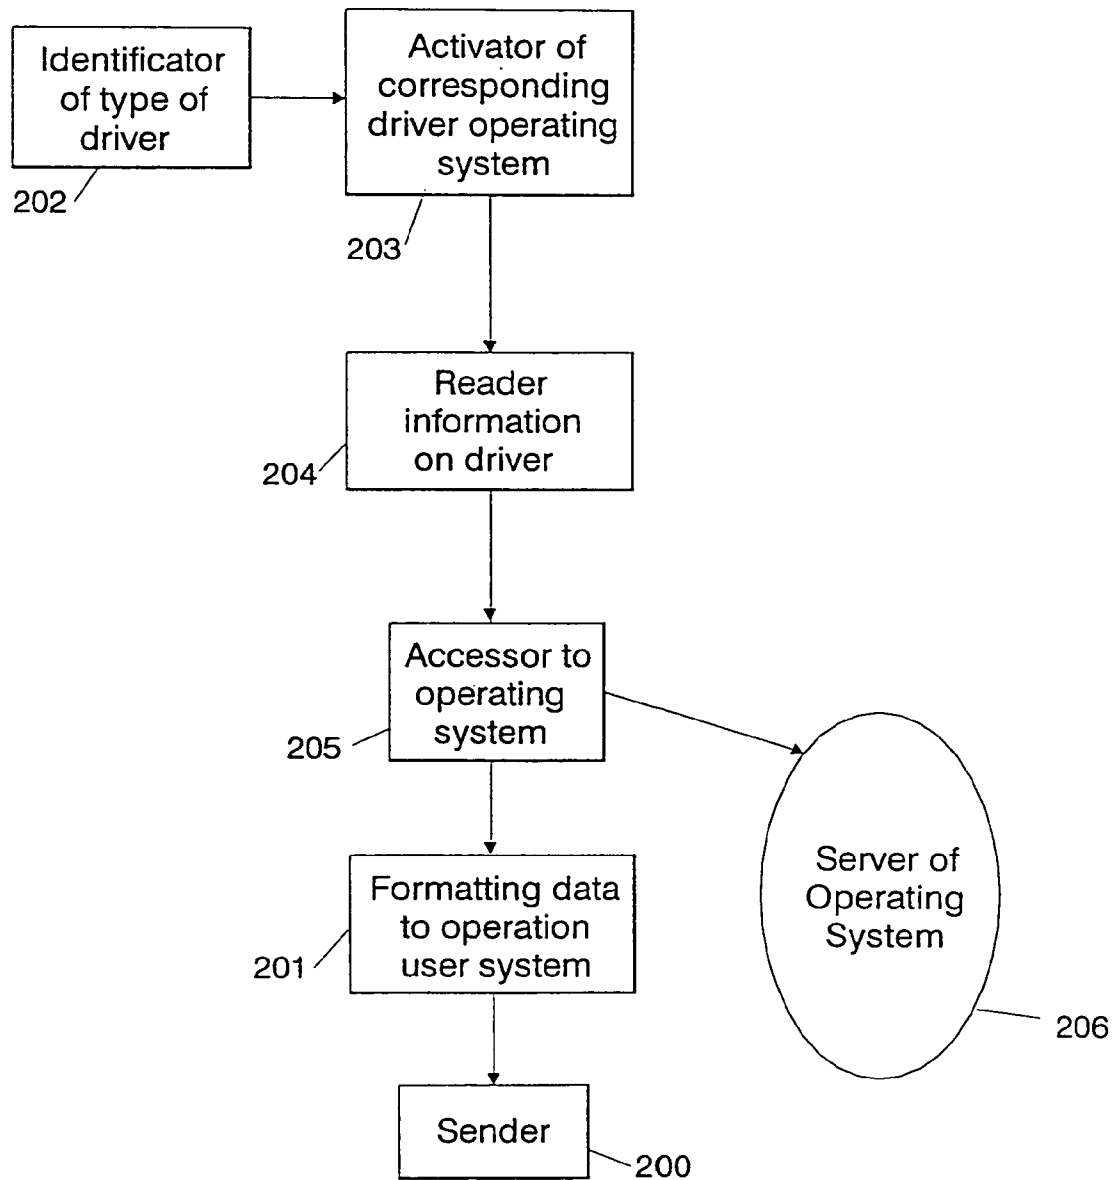 Identificator
of type of
driver
202
Activator of
corresponding
driver operating
system
203
Reader
information
on driver
204
Accessor to
operating
system
205
Server of
Operating
System
206
Formatting data
to operation
user system
201
Sender
200